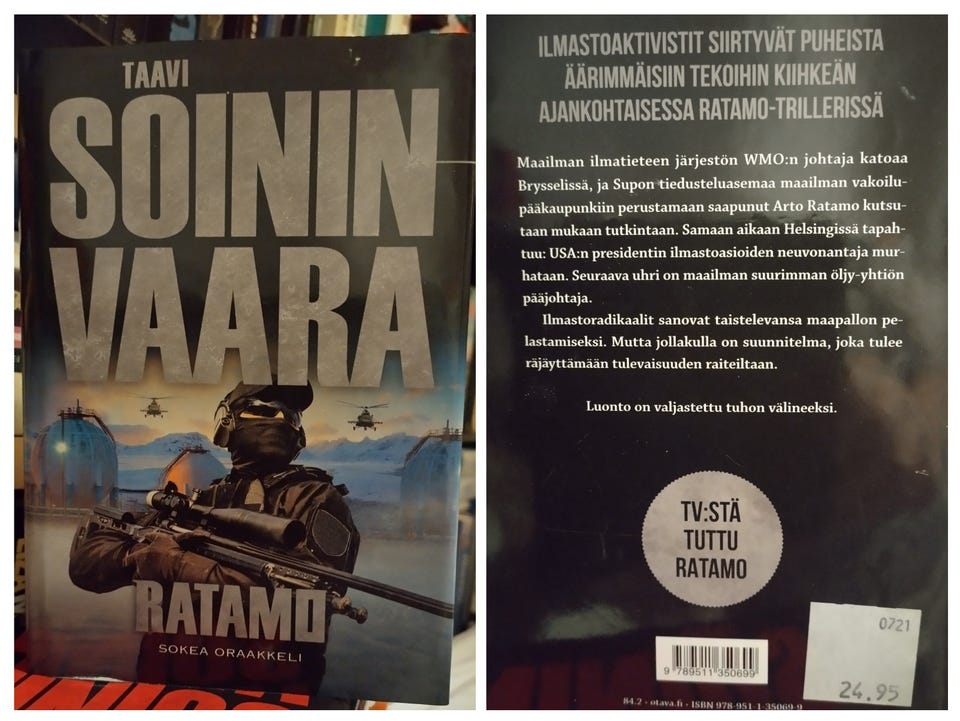 TAAVI
SOININ
VAARA
RATAMO
SOKEA ORAAKKELI
ILMASTOAKTIVISTIT SIIRTYVÄT PUHEISTA
ÄÄRIMMÄISIIN TEKOIHIN KIIHKEÄN
AJANKOHTAISESSA RATAMO-TRILLERISSÄ
Maailman ilmatieteen järjestön WMO:n johtaja katoaa
Brysselissä, ja Supon tiedusteluasemaa maailman vakoilu-
pääkaupunkiin perustamaan saapunut Arto Ratamo kutsu-
taan mukaan tutkintaan. Samaan aikaan Helsingissä tapah-
tuu: USA:n presidentin ilmastoasioiden neuvonantaja mur-
hataan. Seuraava uhri on maailman suurimman öljy-yhtiön
pääjohtaja.
Ilmastoradikaalit sanovat taistelevansa maapallon pe-
lastamiseksi. Mutta jollakulla on suunnitelma, joka tulee
räjäyttämään tulevaisuuden raiteiltaan.
Luonto on valjastettu tuhon välineeksi.
TV:STÄ
TUTTU
RATAMO
0721
24.95
9 789511 350699
84.2 • otava.fi • ISBN 978-951-1-35069-9